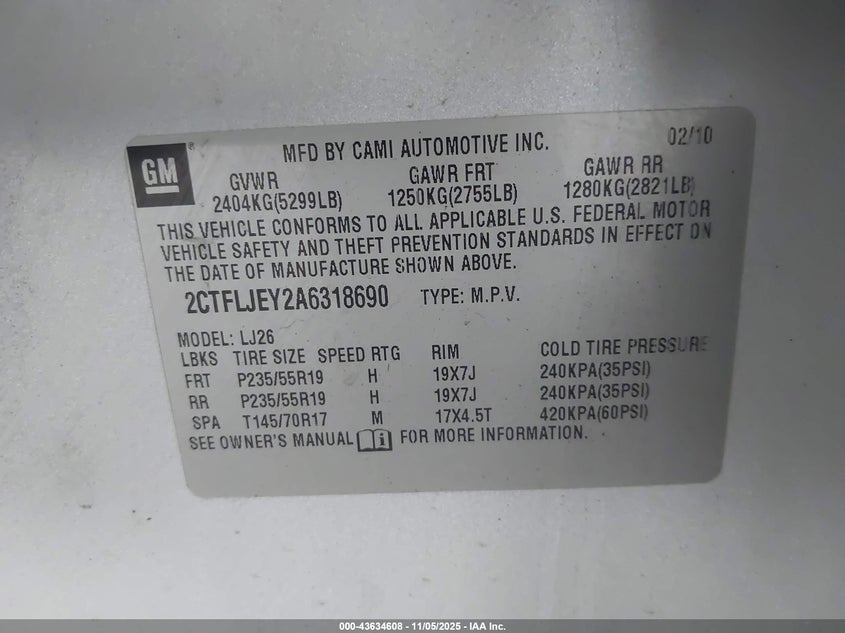 GM ®
MFD BY CAMI AUTOMOTIVE INC. 02/10
GVWR GAWR FRT GAWR RR
2404KG(5299LB) 1250KG(2755LB) 1280KG(2821LB)
THIS VEHICLE CONFORMS TO ALL APPLICABLE U.S. FEDERAL MOTOR
VEHICLE SAFETY AND THEFT PREVENTION STANDARDS IN EFFECT ON
THE DATE OF MANUFACTURE SHOWN ABOVE.
2CTFLJEY2A6318690 TYPE: M.P.V.
MODEL: LJ26
LBKS TIRE SIZE SPEED RTG RIM COLD TIRE PRESSURE
FRT P235/55R19 H 19X7J 240KPA(35PSI)
RR P235/55R19 H 19X7J 240KPA(35PSI)
SPA T145/70R17 M 17X4.5T 420KPA(60PSI)
SEE OWNER'S MANUAL i FOR MORE INFORMATION.
000-43634608 - 11/05/2025 - IAA Inc.